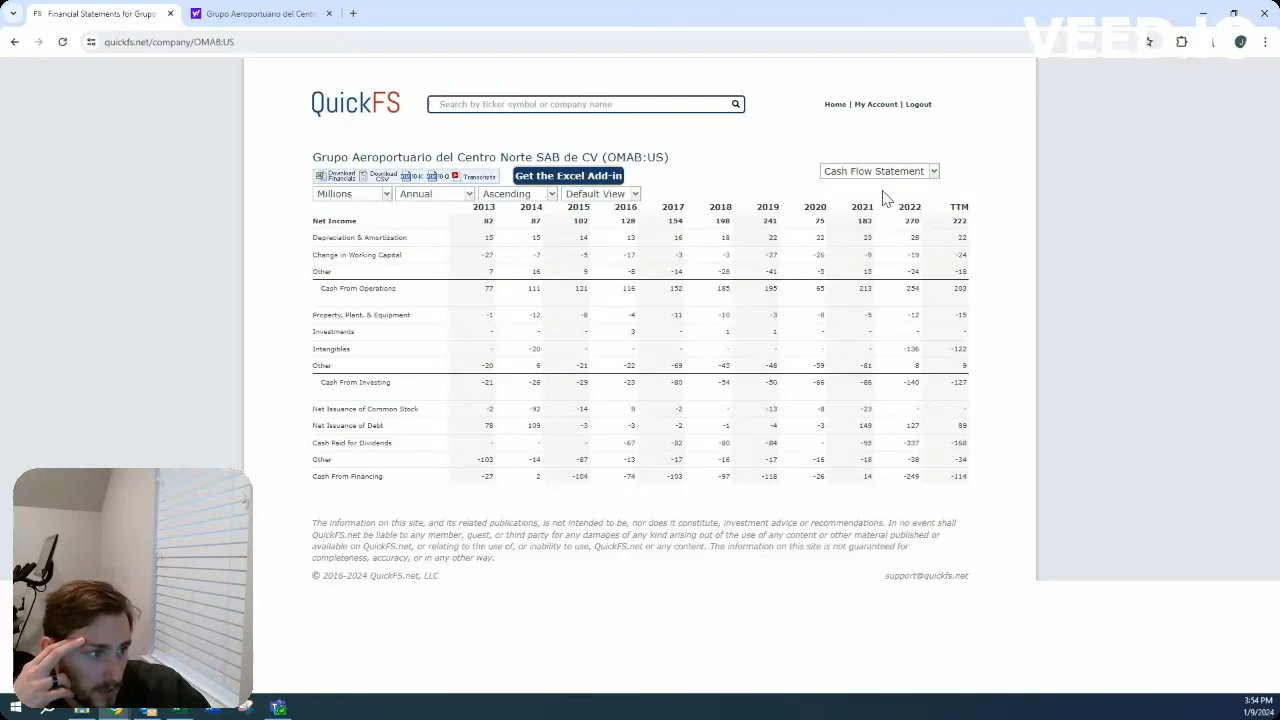 FS Financial Statements for Grupo
Grupo Aeroportuario del Cent
VEED.IO
quickfs.net/company/OMAB:US
QuickFS
Search by ticker symbol or company name
Home | My Account | Logout
Grupo Aeroportuario del Centro Norte SAB de CV (OMAB:US)
Cash Flow Statement
Download Financials Download CSV 10-K 10-Q Transcripts Get the Excel Add-in
Millions Annual Ascending Default View
2013 2014 2015 2016 2017 2018 2019 2020 2021 2022 TTM
Net Income 82 87 102 128 154 198 241 75 183 270 222
Depreciation & Amortization 15 15 14 13 16 18 22 22 23 28 22
Change in Working Capital -27 -7 -5 -17 -3 -3 -27 -26 -9 -19 -24
Other 7 16 9 -8 -14 -28 -41 -5 15 -24 -18
Cash From Operations 77 111 121 116 152 185 195 65 213 254 203
Property, Plant, & Equipment -1 -12 -8 -4 -11 -10 -3 -8 -5 -12 -15
Investments - - - 3 - 1 1 - - - -
Intangibles - -20 - - - - - - - -136 -122
Other -20 6 -21 -22 -69 -45 -48 -59 -81 8 9
Cash From Investing -21 -26 -29 -23 -80 -54 -50 -66 -86 -140 -127
Net Issuance of Common Stock -2 -92 -14 9 -2 - -13 -8 -23 - -
Net Issuance of Debt 78 109 -3 -3 -2 -1 -4 -3 149 127 89
Cash Paid for Dividends - - - -67 -82 -80 -84 - -95 -337 -168
Other -103 -14 -87 -13 -17 -16 -17 -16 -18 -38 -34
Cash From Financing -27 2 -104 -74 -103 -97 -118 -26 14 -249 -114
The information on this site, and its related publications, is not intended to be, nor does it constitute, investment advice or recommendations. In no event shall
QuickFS.net be liable to any member, guest, or third party for any damages of any kind arising out of the use of any content or other material published or
available on QuickFS.net, or relating to the use of, or inability to use, QuickFS.net or any content. The information on this site is not guaranteed for
completeness, accuracy, or in any other way.
© 2016-2024 QuickFS.net, LLC
support@quickfs.net
3:54 PM
1/9/2024